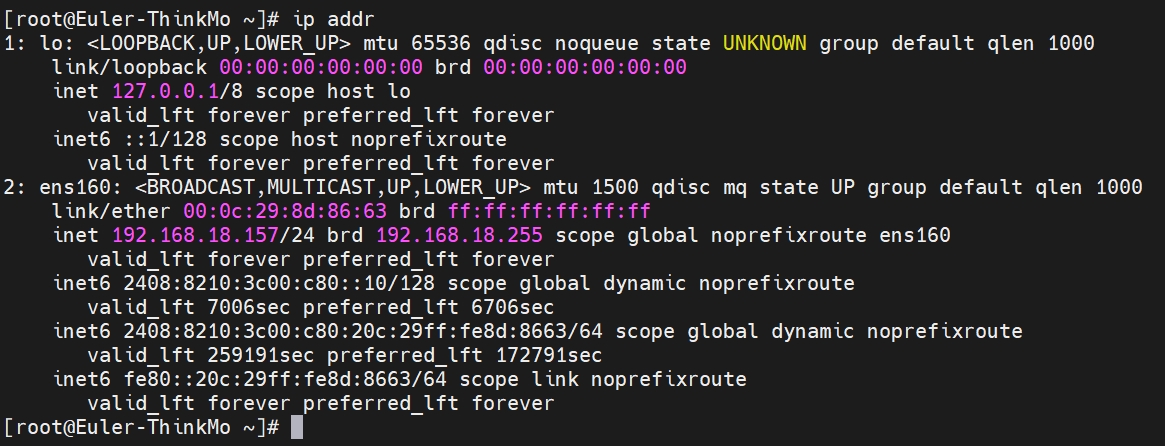 [root@Euler-ThinkMo ~]# ip addr
1: lo: <LOOPBACK,UP,LOWER_UP> mtu 65536 qdisc noqueue state UNKNOWN group default qlen 1000
    link/loopback 00:00:00:00:00:00 brd 00:00:00:00:00:00
    inet 127.0.0.1/8 scope host lo
       valid_lft forever preferred_lft forever
    inet6 ::1/128 scope host noprefixroute
       valid_lft forever preferred_lft forever
2: ens160: <BROADCAST,MULTICAST,UP,LOWER_UP> mtu 1500 qdisc mq state UP group default qlen 1000
    link/ether 00:0c:29:8d:86:63 brd ff:ff:ff:ff:ff:ff
    inet 192.168.18.157/24 brd 192.168.18.255 scope global noprefixroute ens160
       valid_lft forever preferred_lft forever
    inet6 2408:8210:3c00:c80::10/128 scope global dynamic noprefixroute
       valid_lft 7006sec preferred_lft 6706sec
    inet6 2408:8210:3c00:c80:20c:29ff:fe8d:8663/64 scope global dynamic noprefixroute
       valid_lft 259191sec preferred_lft 172791sec
    inet6 fe80::20c:29ff:fe8d:8663/64 scope link noprefixroute
       valid_lft forever preferred_lft forever
[root@Euler-ThinkMo ~]#